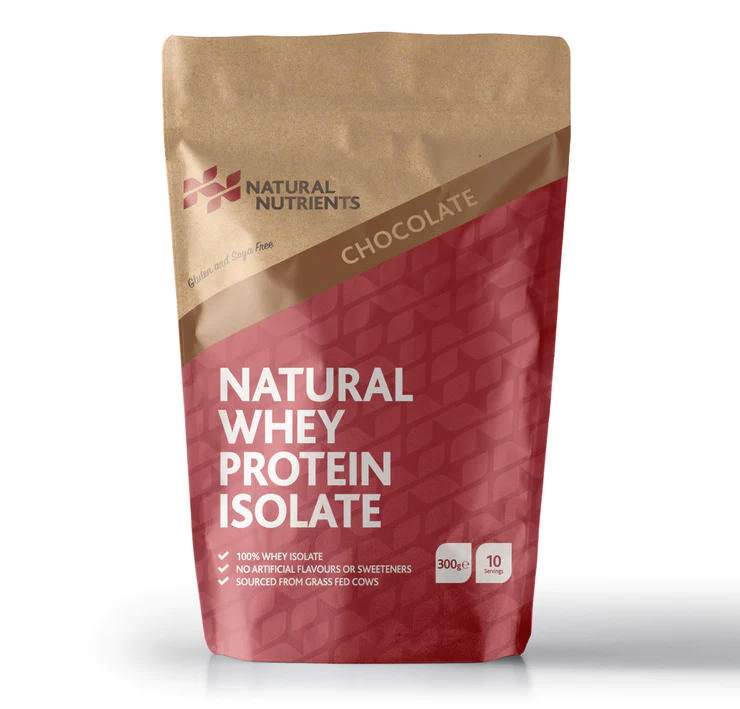 NATURAL
NUTRIENTS
Gluten and Soya Free
CHOCOLATE
NATURAL
WHEY
PROTEIN
ISOLATE
100% WHEY ISOLATE
NO ARTIFICIAL FLAVOURS OR SWEETENERS
SOURCED FROM GRASS FED COWS
300g℮
10
Servings